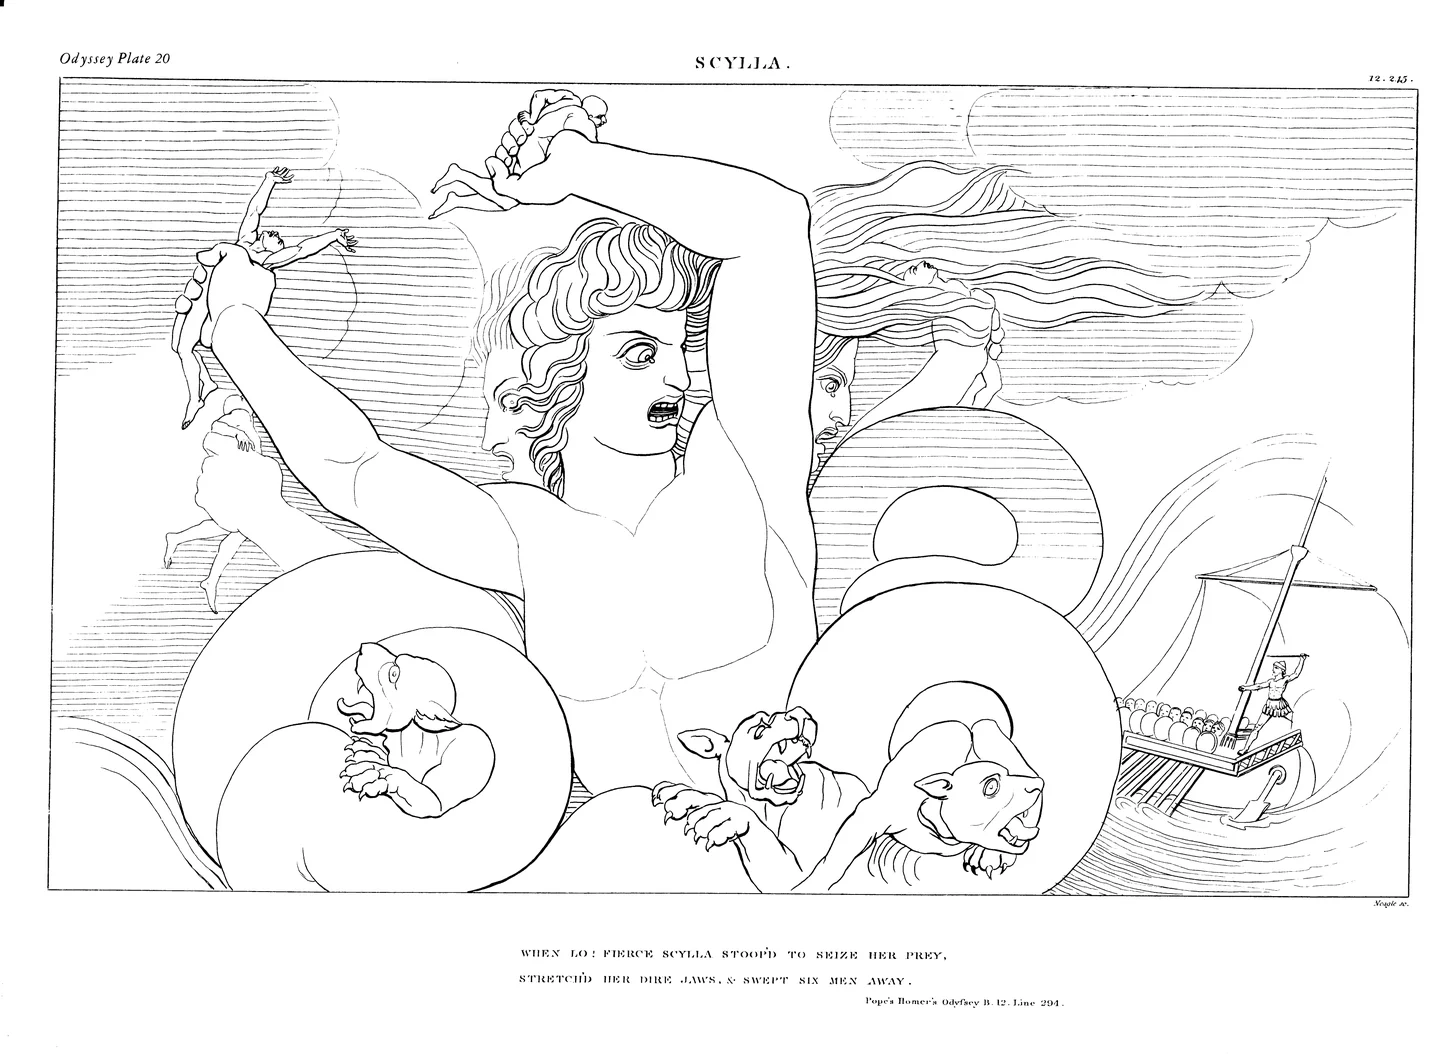 Odyssey Plate 20
SCYLLA.
12. 245.
Neagle sc.
WHEN LO! FIERCE SCYLLA STOOP'D TO SEIZE HER PREY,
STRETCH'D HER DIRE JAWS, & SWEPT SIX MEN AWAY.
Pope's Homer's Odyſsey B. 12. Line 294.